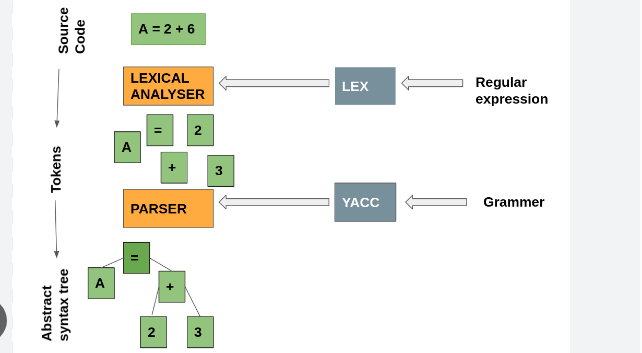 Source
Code
A = 2 + 6
LEXICAL
ANALYSER
LEX
Regular
expression
Tokens
A
=
2
+
3
PARSER
YACC
Grammer
Abstract
syntax tree
=
A
+
2
3